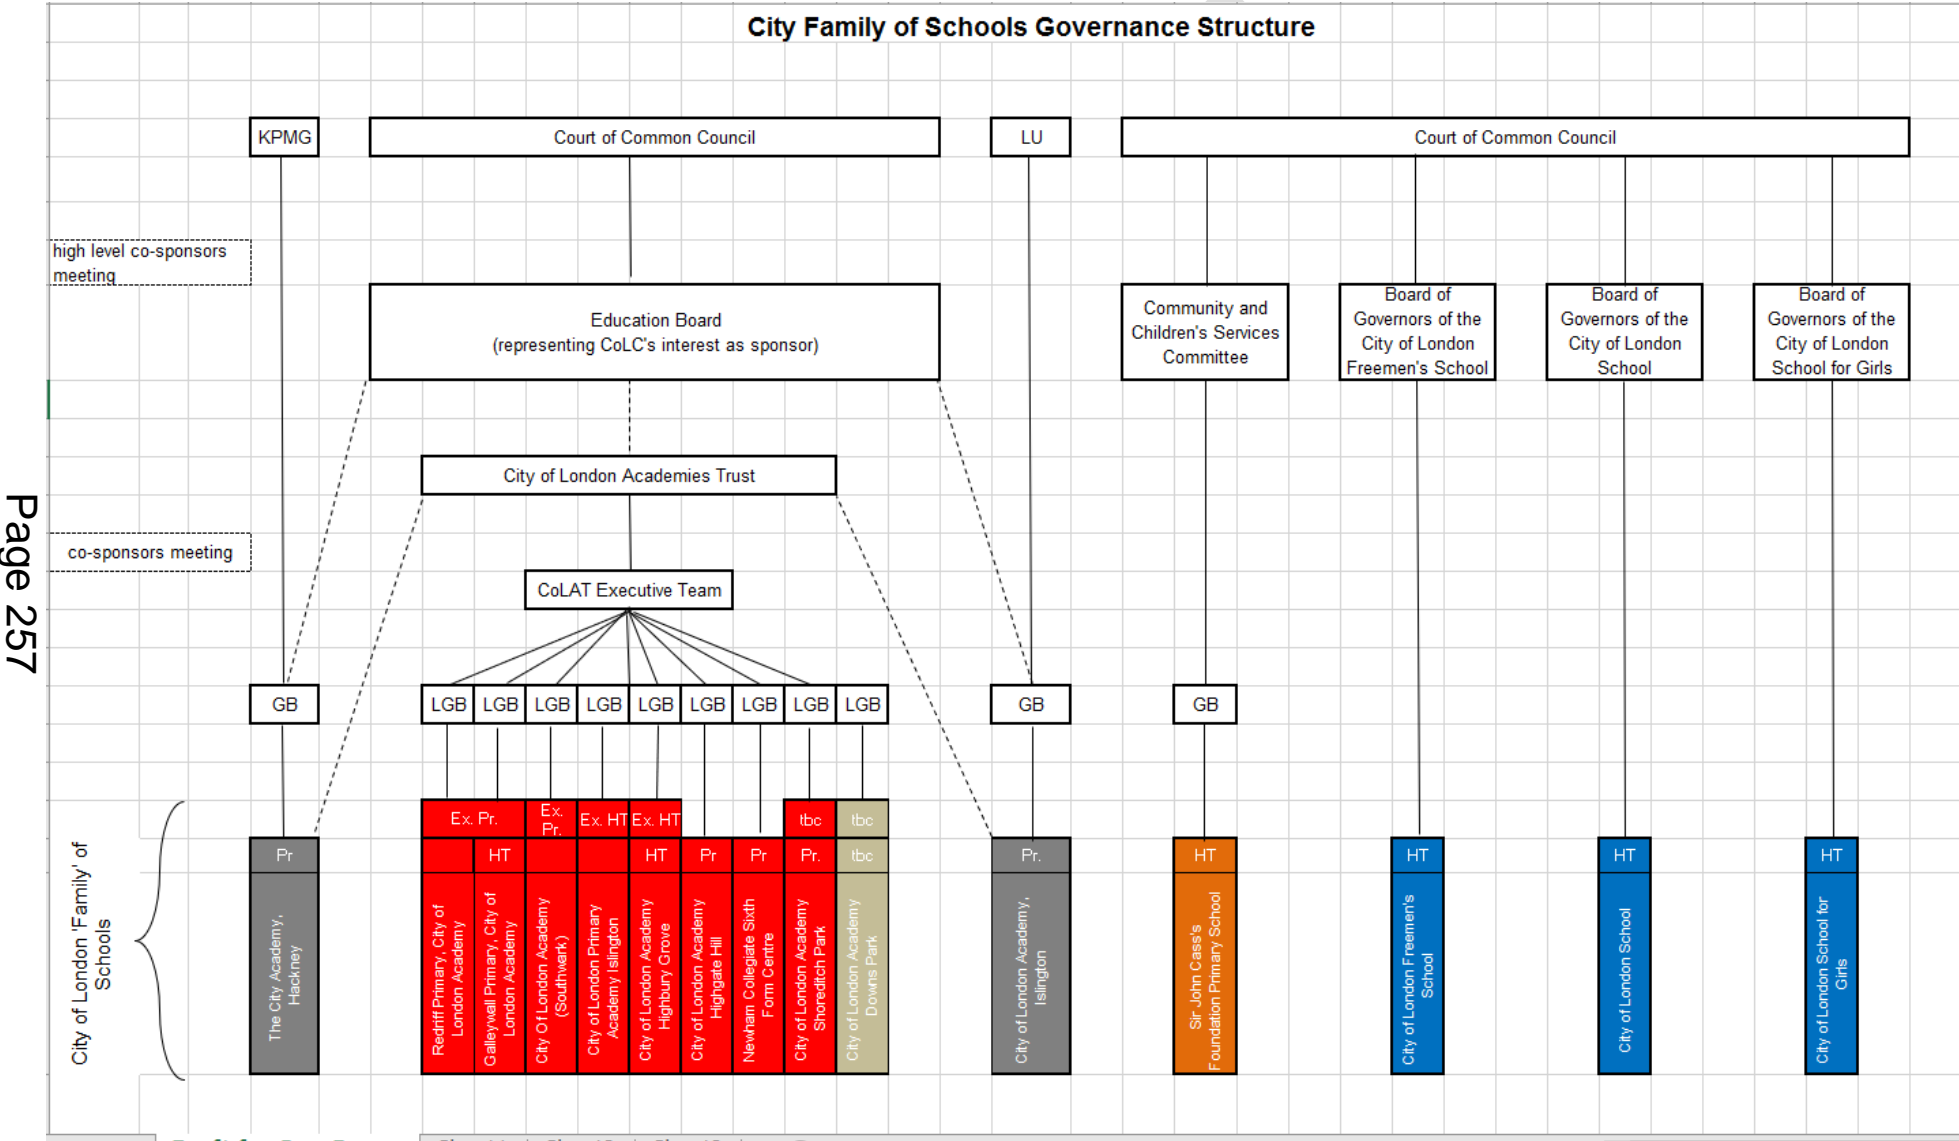 City Family of Schools Governance Structure
KPMG
Court of Common Council
LU
Court of Common Council
high level co-sponsors
meeting
Education Board
(representing CoLC's interest as sponsor)
Community and
Children's Services
Committee
Board of
Governors of the
City of London
Freemen's School
Board of
Governors of the
City of London
School
Board of
Governors of the
City of London
School for Girls
City of London Academies Trust
co-sponsors meeting
CoLAT Executive Team
Page 257
GB
LGB
LGB
LGB
LGB
LGB
LGB
LGB
LGB
LGB
GB
GB
Ex. Pr.
Ex.
Pr.
Ex. HT
Ex. HT
tbc
tbc
Pr
HT
HT
Pr
Pr
Pr.
tbc
Pr.
HT
HT
HT
HT
City of London 'Family' of
Schools
The City Academy,
Hackney
Redriff Primary, City of
London Academy
Galleywall Primary, City of
London Academy
City Of London Academy
(Southwark)
City of London Primary
Academy Islington
City of London Academy
Highbury Grove
City of London Academy
Highgate Hill
Newham Collegiate Sixth
Form Centre
City of London Academy
Shoreditch Park
City of London Academy
Downs Park
City of London Academy,
Islington
Sir John Cass's
Foundation Primary School
City of London Freemen's
School
City of London School
City of London School for
Girls